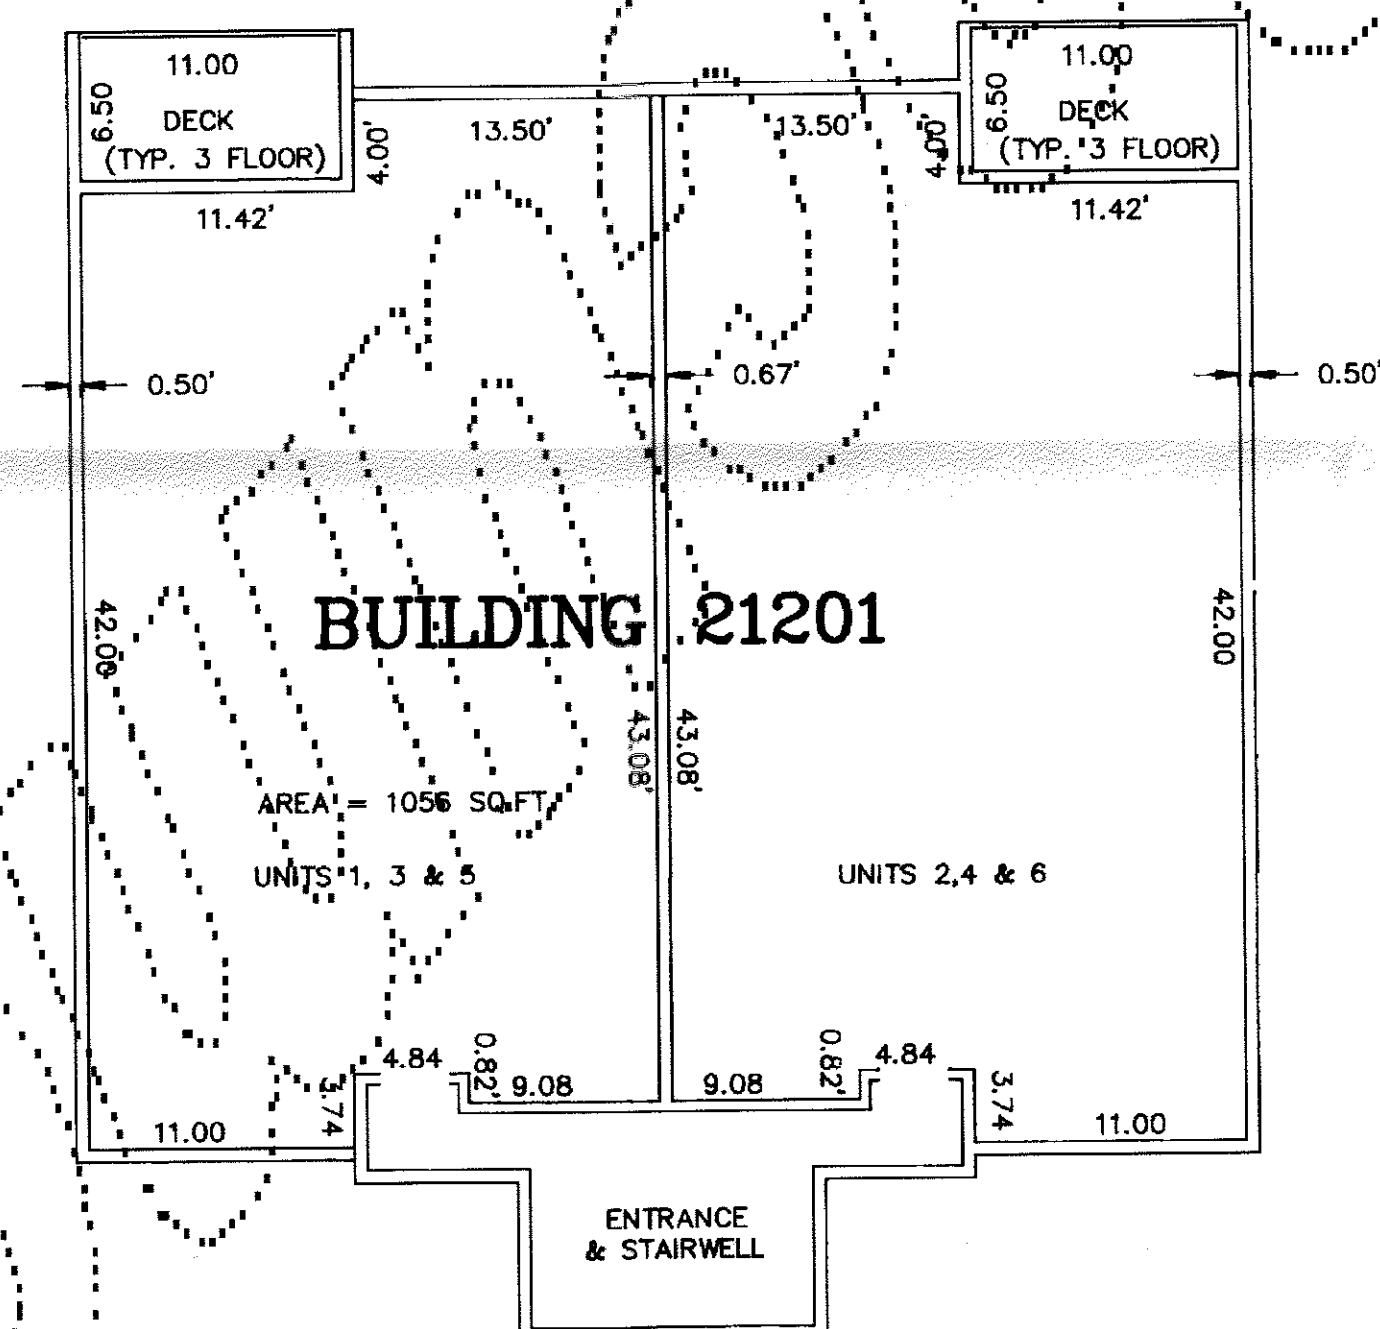 11.00
6.50
DECK
(TYP. 3 FLOOR)
11.42'
4.00'
13.50'
13.50'
4.00'
11.00
6.50
DECK
(TYP. 3 FLOOR)
11.42'
0.50'
0.67'
0.50'
42.00
BUILDING 21201
42.00
43.08'
43.08'
AREA = 1056 SQ.FT.
UNITS 1, 3 & 5
UNITS 2,4 & 6
11.00
3.74
4.84
0.82'
9.08
9.08
0.82'
4.84
3.74
11.00
ENTRANCE
& STAIRWELL